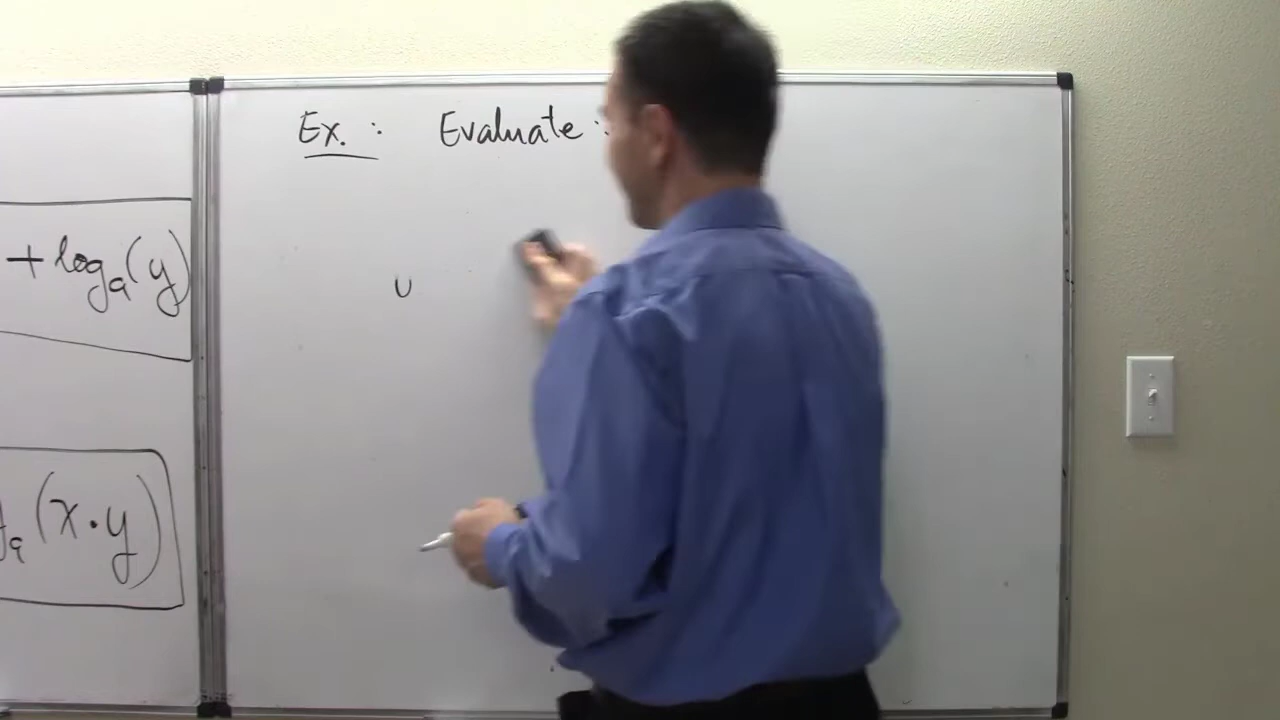 + log_a(y)
(x·y)
Ex. : Evaluate :
∪